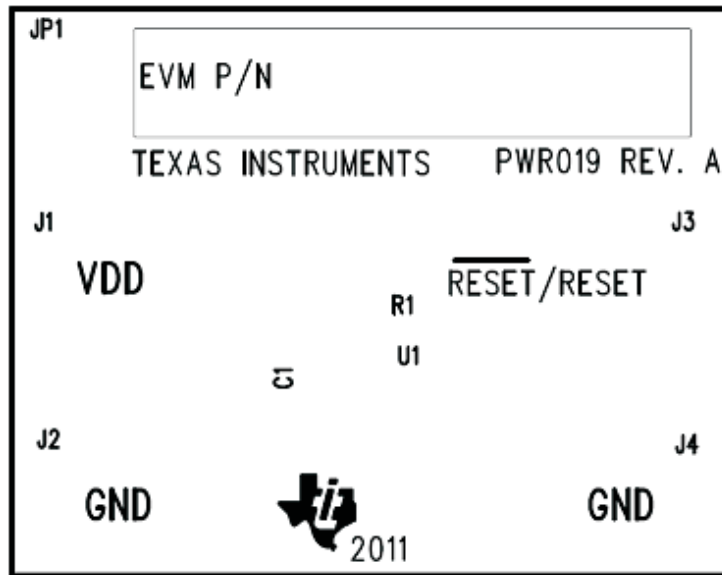 JP1
EVM P/N
TEXAS INSTRUMENTS PWR019 REV. A
J1 J3
VDD RESET/RESET
R1
U1
C1
J2 J4
GND GND
ti
2011